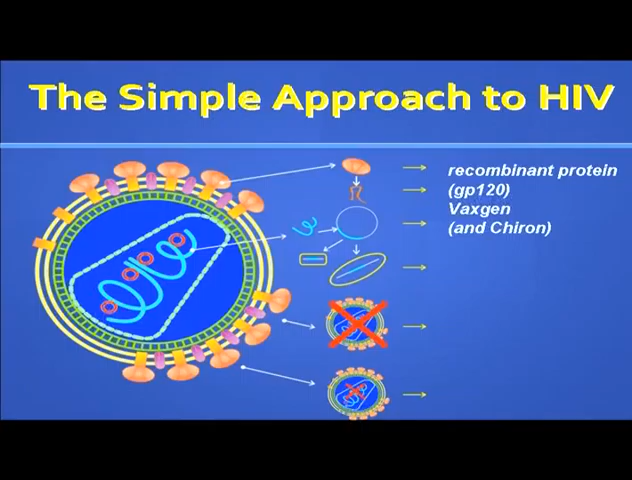 The Simple Approach to HIV
recombinant protein
(gp120)
Vaxgen
(and Chiron)